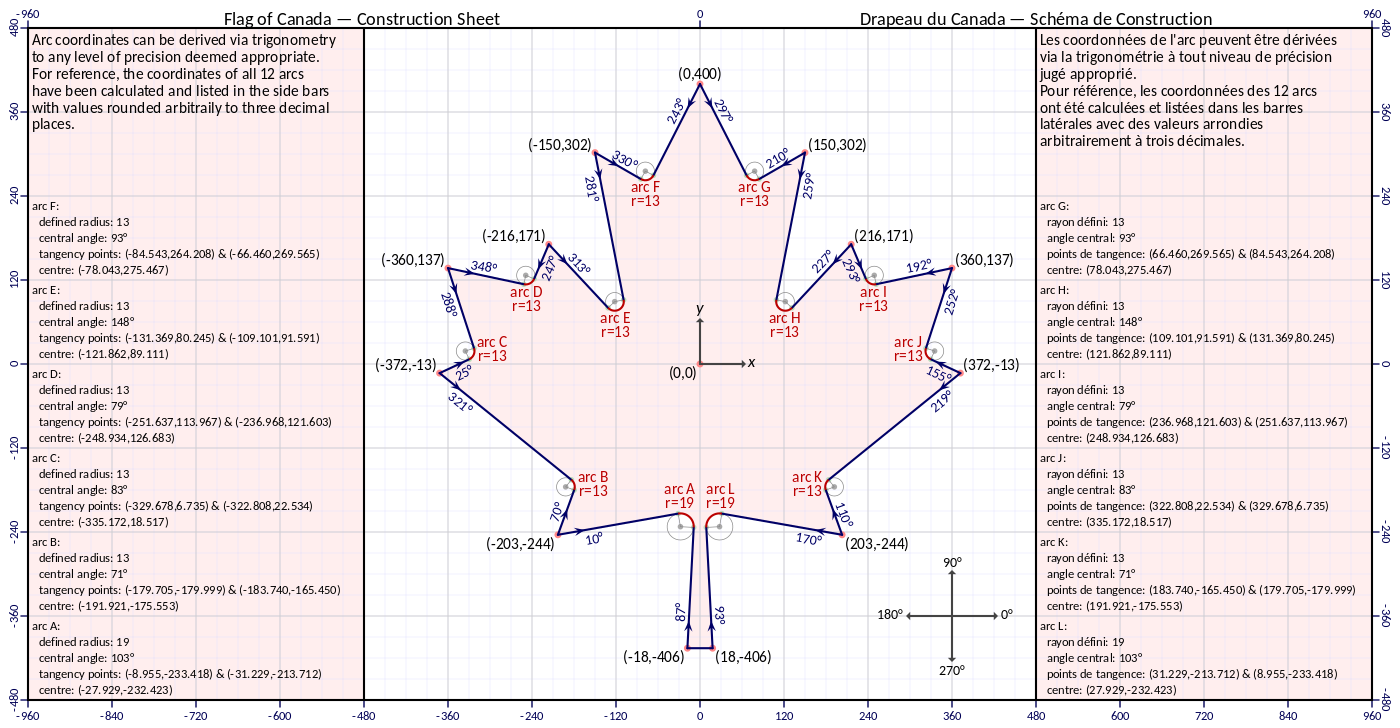 Flag of Canada — Construction Sheet
Drapeau du Canada — Schéma de Construction
-960
0
960
480
480
Arc coordinates can be derived via trigonometry
to any level of precision deemed appropriate.
For reference, the coordinates of all 12 arcs
have been calculated and listed in the side bars
with values rounded arbitraily to three decimal
places.
arc F:
defined radius: 13
central angle: 93°
tangency points: (-84.543,264.208) & (-66.460,269.565)
centre: (-78.043,275.467)
arc E:
defined radius: 13
central angle: 148°
tangency points: (-131.369,80.245) & (-109.101,91.591)
centre: (-121.862,89.111)
arc D:
defined radius: 13
central angle: 79°
tangency points: (-251.637,113.967) & (-236.968,121.603)
centre: (-248.934,126.683)
arc C:
defined radius: 13
central angle: 83°
tangency points: (-329.678,6.735) & (-322.808,22.534)
centre: (-335.172,18.517)
arc B:
defined radius: 13
central angle: 71°
tangency points: (-179.705,-179.999) & (-183.740,-165.450)
centre: (-191.921,-175.553)
arc A:
defined radius: 19
central angle: 103°
tangency points: (-8.955,-233.418) & (-31.229,-213.712)
centre: (-27.929,-232.423)
(0,400)
243°
297°
(-150,302)
(150,302)
330°
210°
281°
259°
arc F
r=13
arc G
r=13
(-216,171)
(216,171)
(-360,137)
(360,137)
348°
247°
313°
227°
293°
192°
288°
252°
arc D
r=13
arc E
r=13
arc H
r=13
arc I
r=13
y
x
(0,0)
arc C
r=13
arc J
r=13
(-372,-13)
(372,-13)
25°
155°
321°
219°
arc B
r=13
arc K
r=13
arc A
r=19
arc L
r=19
70°
110°
10°
170°
(-203,-244)
(203,-244)
87°
93°
(-18,-406)
(18,-406)
90°
180°
0°
270°
Les coordonnées de l'arc peuvent être dérivées
via la trigonométrie à tout niveau de précision
jugé approprié.
Pour référence, les coordonnées des 12 arcs
ont été calculées et listées dans les barres
latérales avec des valeurs arrondies
arbitrairement à trois décimales.
arc G:
rayon défini: 13
angle central: 93°
points de tangence: (66.460,269.565) & (84.543,264.208)
centre: (78.043,275.467)
arc H:
rayon défini: 13
angle central: 148°
points de tangence: (109.101,91.591) & (131.369,80.245)
centre: (121.862,89.111)
arc I:
rayon défini: 13
angle central: 79°
points de tangence: (236.968,121.603) & (251.637,113.967)
centre: (248.934,126.683)
arc J:
rayon défini: 13
angle central: 83°
points de tangence: (322.808,22.534) & (329.678,6.735)
centre: (335.172,18.517)
arc K:
rayon défini: 13
angle central: 71°
points de tangence: (183.740,-165.450) & (179.705,-179.999)
centre: (191.921,-175.553)
arc L:
rayon défini: 19
angle central: 103°
points de tangence: (31.229,-213.712) & (8.955,-233.418)
centre: (27.929,-232.423)
360
240
120
0
-120
-240
-360
-480
360
240
120
0
-120
-240
-360
-480
-960
-840
-720
-600
-480
-360
-240
-120
0
120
240
360
480
600
720
840
960